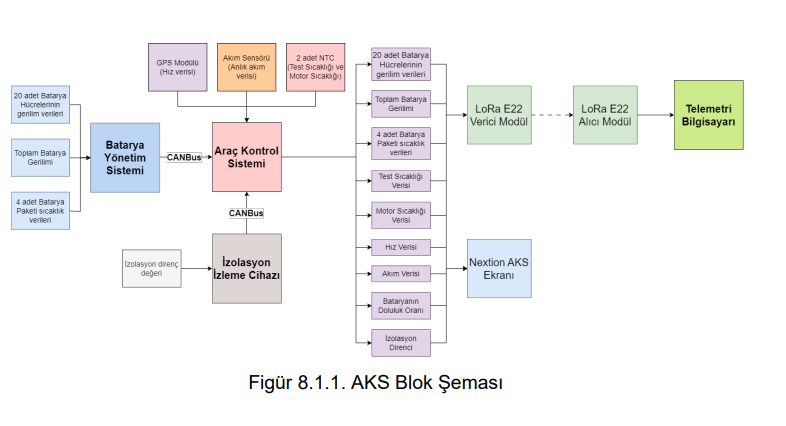 GPS Modülü
(Hız verisi)
Akım Sensörü
(Anlık akım
verisi)
2 adet NTC
(Test Sıcaklığı ve
Motor Sıcaklığı)
20 adet Batarya
Hücrelerinin
gerilim verileri
Toplam Batarya
Gerilimi
4 adet Batarya
Paketi sıcaklık
verileri
Batarya
Yönetim
Sistemi
CANBus
Araç Kontrol
Sistemi
CANBus
İzolasyon direnç
değeri
İzolasyon
İzleme Cihazı
20 adet Batarya
Hücrelerinin
gerilim verileri
Toplam Batarya
Gerilimi
4 adet Batarya
Paketi sıcaklık
verileri
Test Sıcaklığı
Verisi
Motor Sıcaklığı
Verisi
Hız Verisi
Akım Verisi
Bataryanın
Doluluk Oranı
İzolasyon
Direnci
LoRa E22
Verici Modül
LoRa E22
Alıcı Modül
Telemetri
Bilgisayarı
Nextion AKS
Ekranı
Figür 8.1.1. AKS Blok Şeması